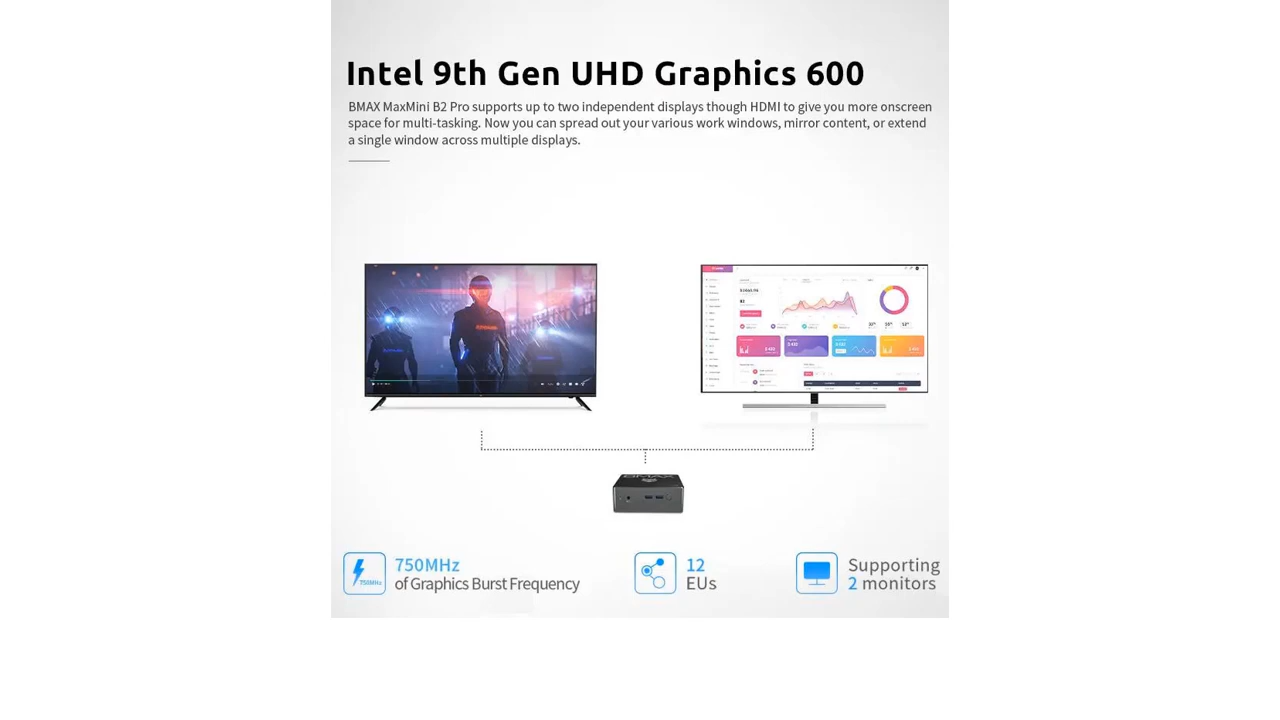 Intel 9th Gen UHD Graphics 600
BMAX MaxMini B2 Pro supports up to two independent displays though HDMI to give you more onscreen
space for multi-tasking. Now you can spread out your various work windows, mirror content, or extend
a single window across multiple displays.
BMAX
750MHz
750MHz
of Graphics Burst Frequency
12
EUs
Supporting
2 monitors